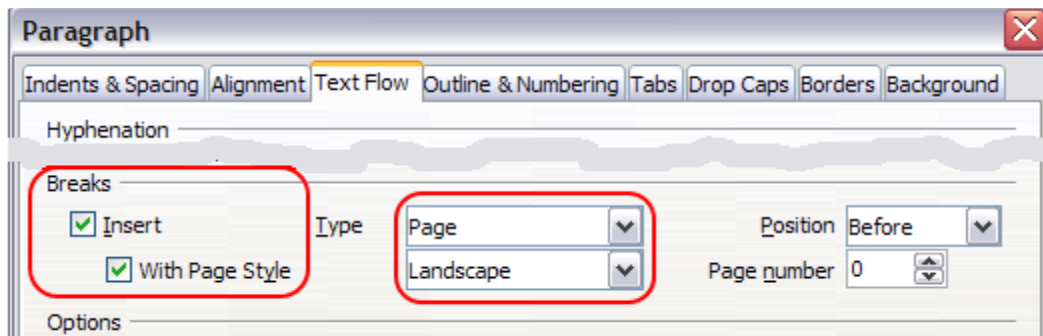 Paragraph
Indents & Spacing Alignment Text Flow Outline & Numbering Tabs Drop Caps Borders Background
Hyphenation
Breaks
Insert Type Page Position Before
With Page Style Landscape Page number 0
Options